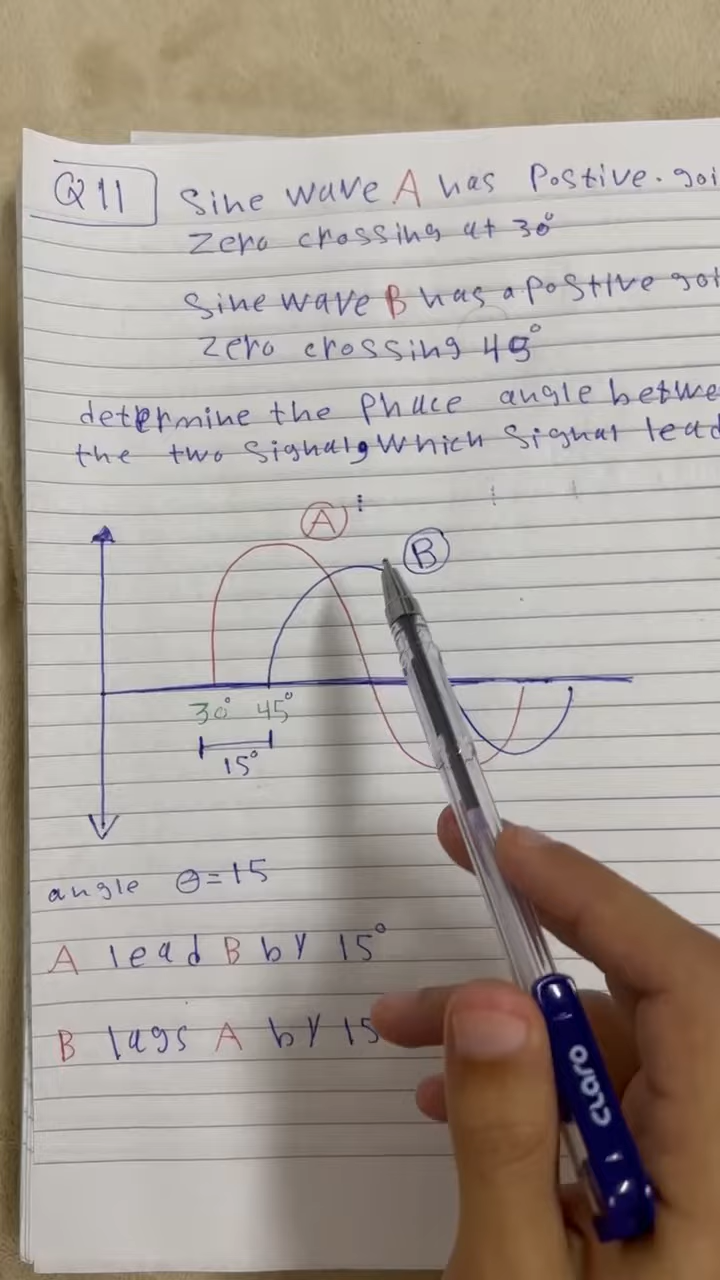 Q11
Sine wave A has Postive.goi
Zero crossing at 30°
Sine wave B has a postive goi
Zero crossing 45°
determine the Phace angle betwe
the two signal, which signal lead
A
B
30° 45°
15°
angle θ=15
A lead B by 15°
B lags A by 15
CLARO